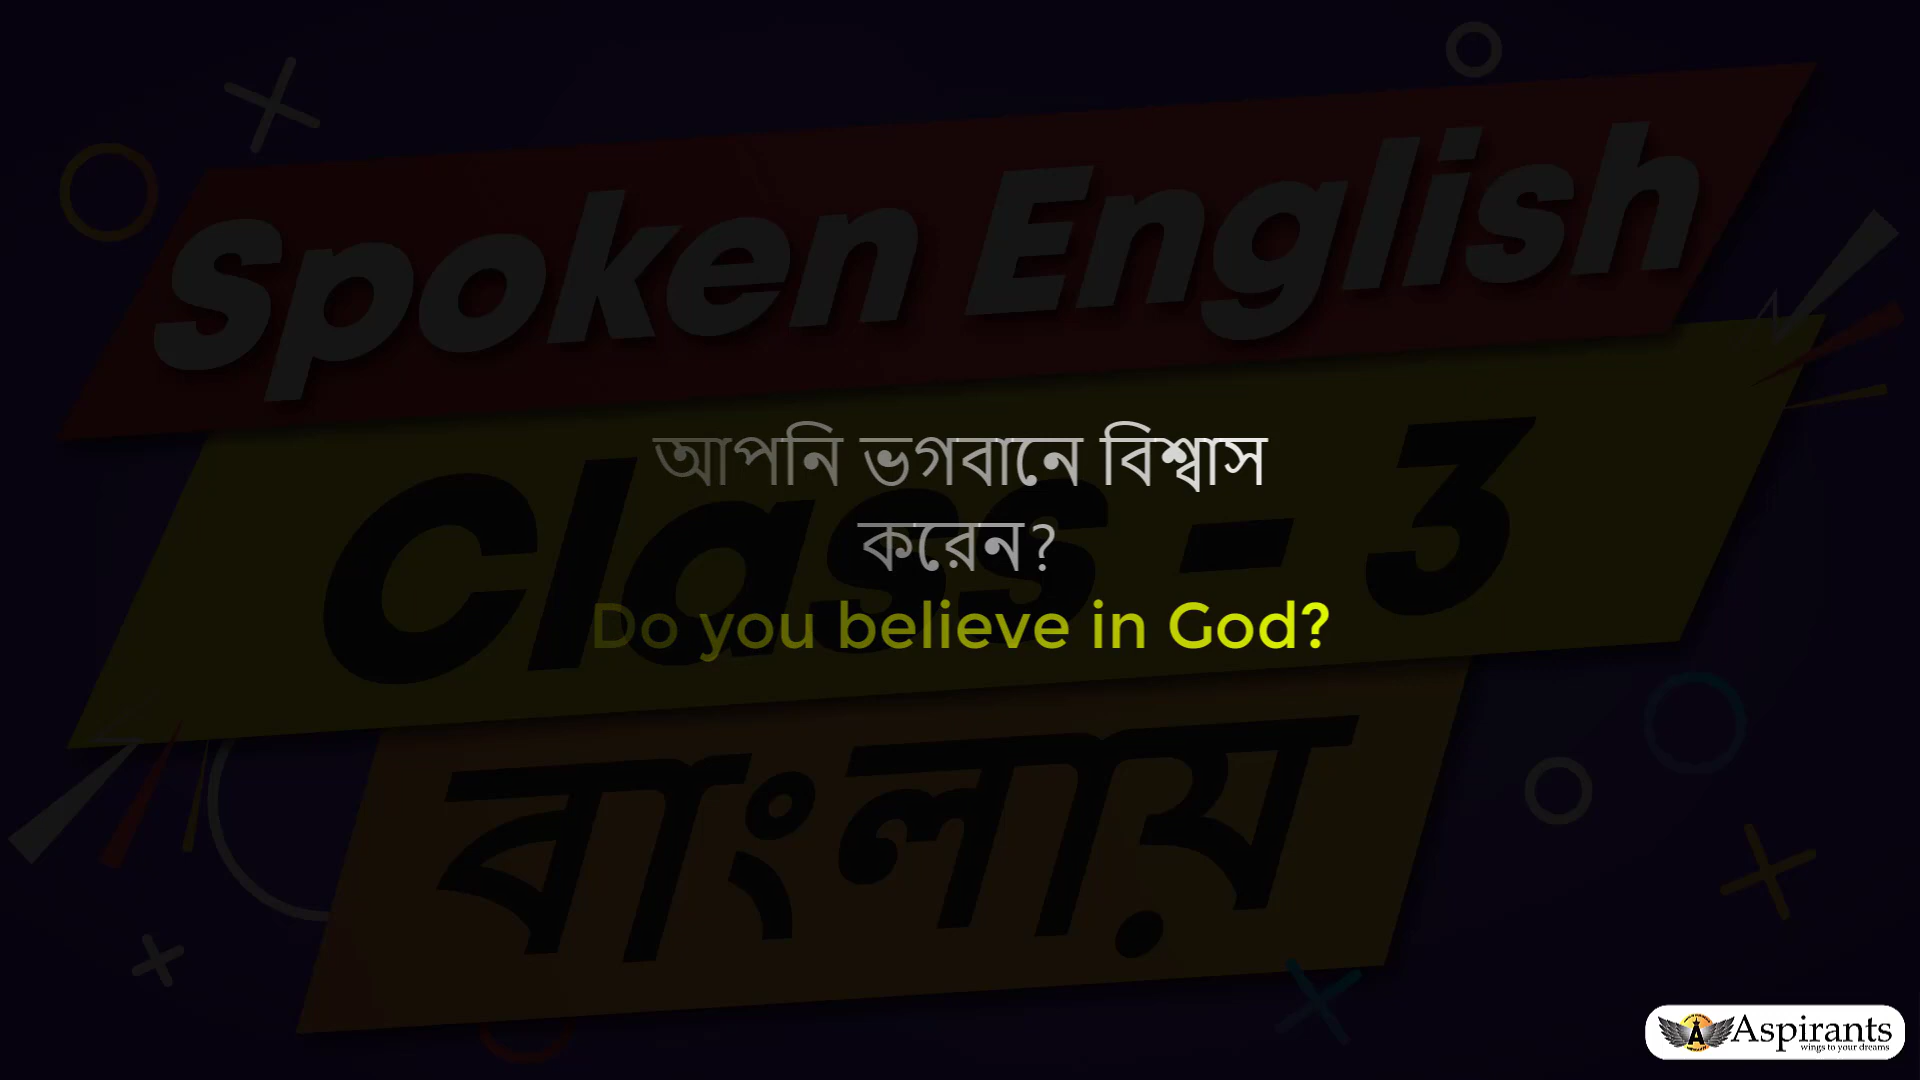 Spoken English
Class - 3
বাংলায়
আপনি ভগবানে বিশ্বাস
করেন?
Do you believe in God?
Aspirants
wings to your dreams